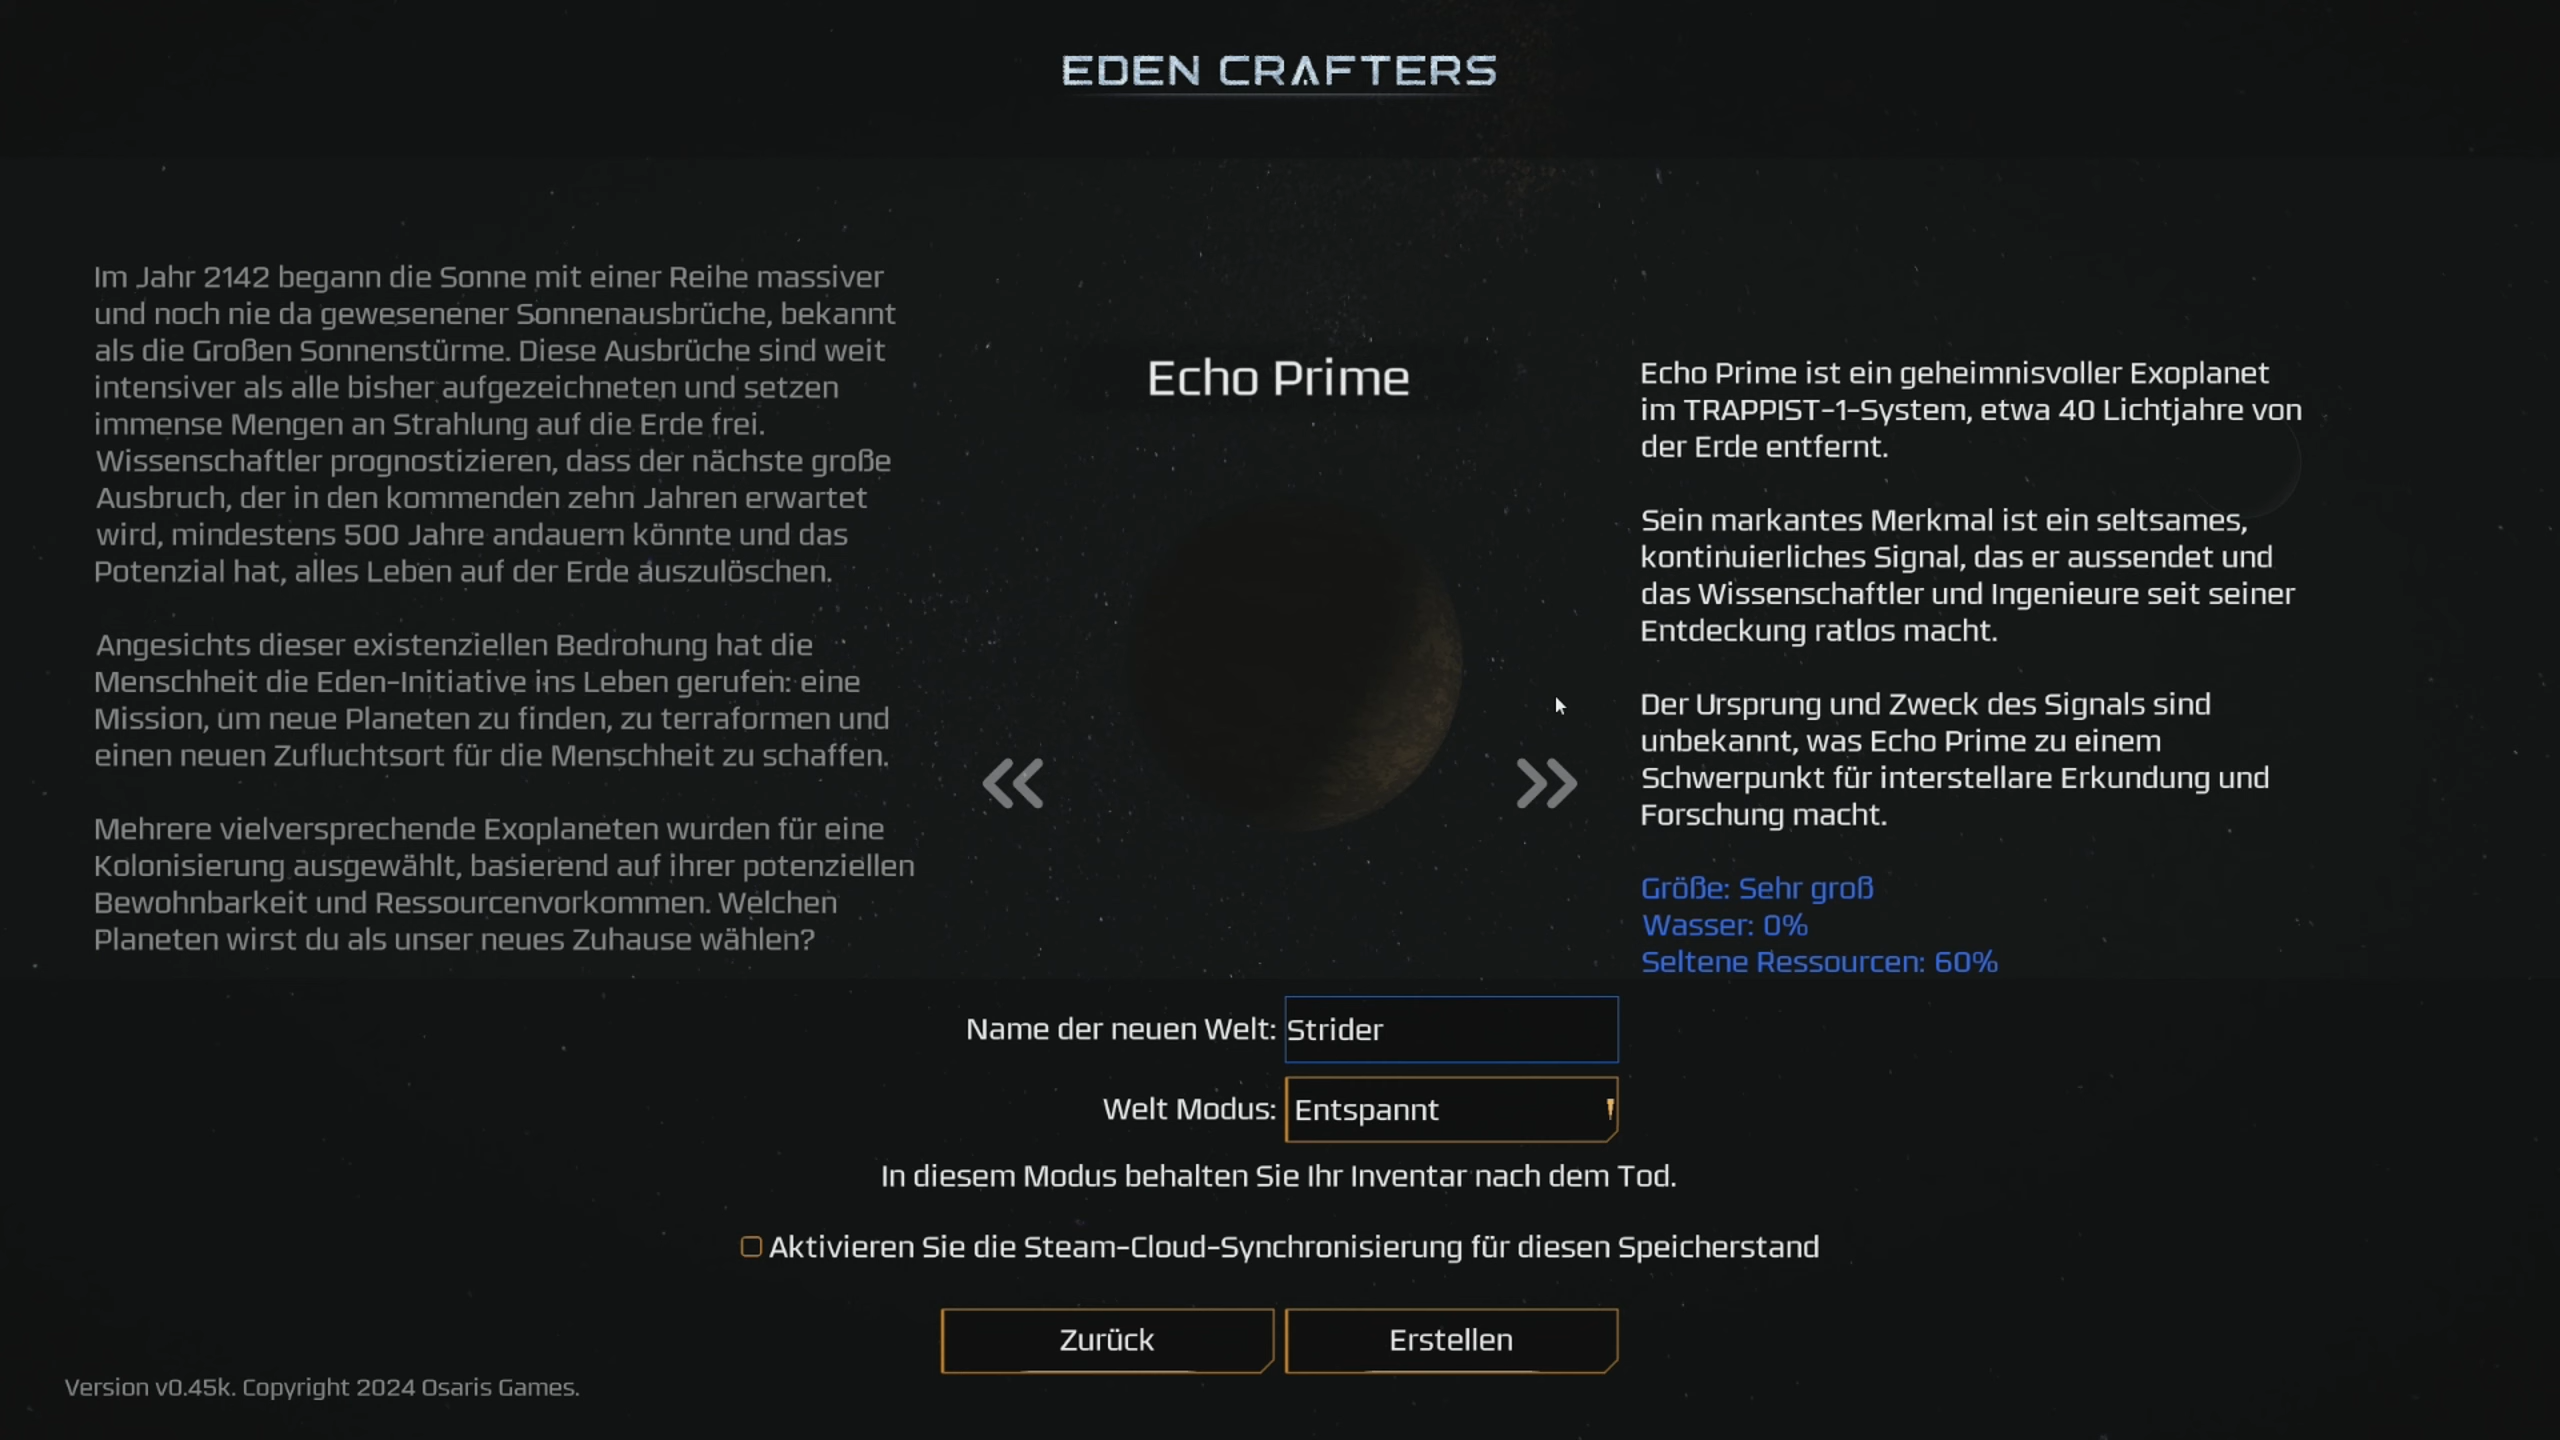 EDEN CRAFTERS
Im Jahr 2142 begann die Sonne mit einer Reihe massiver
und noch nie da gewesenener Sonnenausbrüche, bekannt
als die Großen Sonnenstürme. Diese Ausbrüche sind weit
intensiver als alle bisher aufgezeichneten und setzen
immense Mengen an Strahlung auf die Erde frei.
Wissenschaftler prognostizieren, dass der nächste große
Ausbruch, der in den kommenden zehn Jahren erwartet
wird, mindestens 500 Jahre andauern könnte und das
Potenzial hat, alles Leben auf der Erde auszulöschen.
Angesichts dieser existenziellen Bedrohung hat die
Menschheit die Eden-Initiative ins Leben gerufen: eine
Mission, um neue Planeten zu finden, zu terraformen und
einen neuen Zufluchtsort für die Menschheit zu schaffen.
Mehrere vielversprechende Exoplaneten wurden für eine
Kolonisierung ausgewählt, basierend auf ihrer potenziellen
Bewohnbarkeit und Ressourcenvorkommen. Welchen
Planeten wirst du als unser neues Zuhause wählen?
Echo Prime
Echo Prime ist ein geheimnisvoller Exoplanet
im TRAPPIST-1-System, etwa 40 Lichtjahre von
der Erde entfernt.
Sein markantes Merkmal ist ein seltsames,
kontinuierliches Signal, das er aussendet und
das Wissenschaftler und Ingenieure seit seiner
Entdeckung ratlos macht.
Der Ursprung und Zweck des Signals sind
unbekannt, was Echo Prime zu einem
Schwerpunkt für interstellare Erkundung und
Forschung macht.
Größe: Sehr groß
Wasser: 0%
Seltene Ressourcen: 60%
Name der neuen Welt: Strider
Welt Modus: Entspannt
In diesem Modus behalten Sie Ihr Inventar nach dem Tod.
Aktivieren Sie die Steam-Cloud-Synchronisierung für diesen Speicherstand
Zurück Erstellen
Version v0.45k. Copyright 2024 Osaris Games.